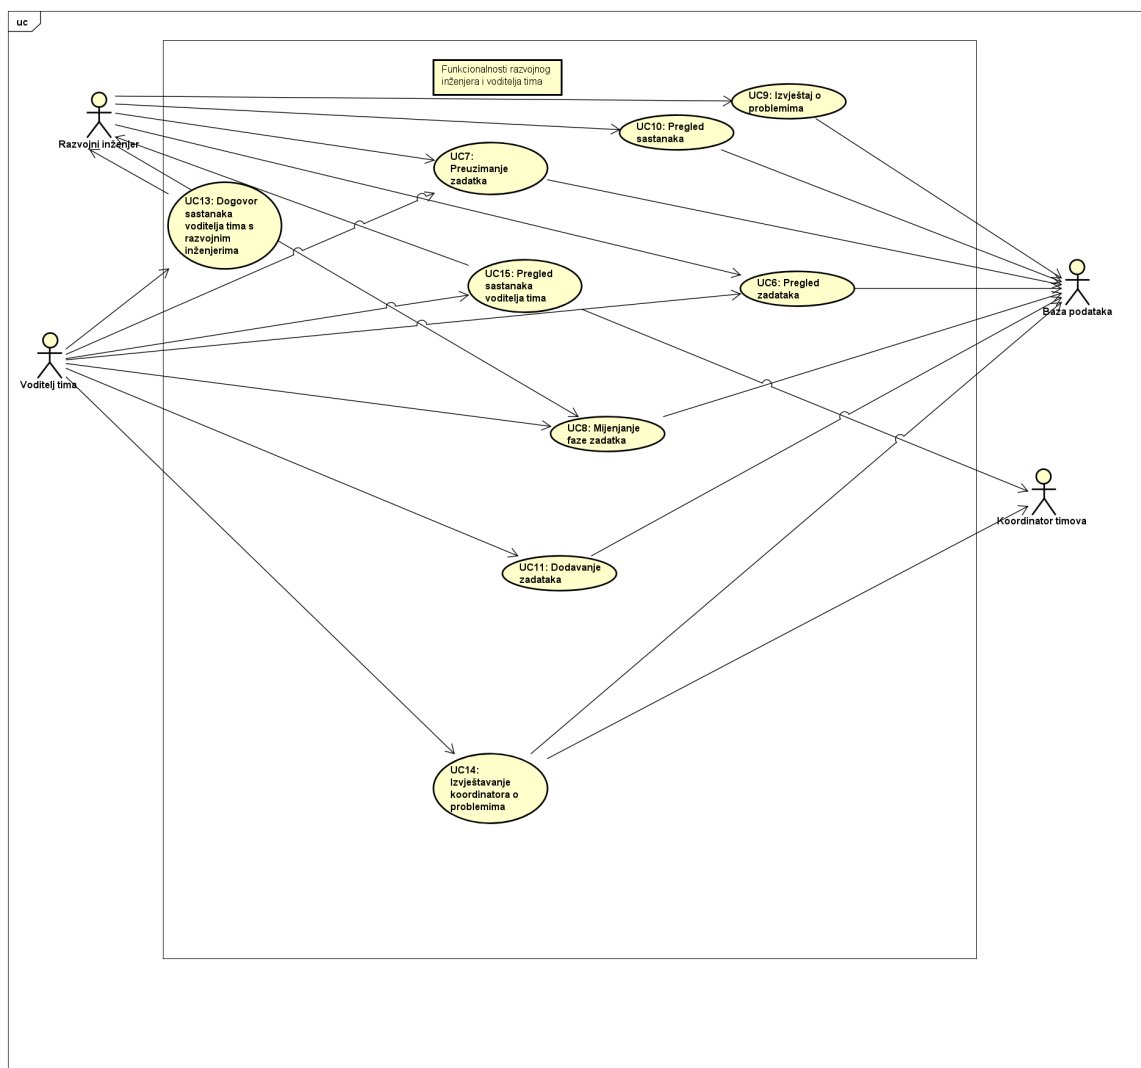 uc
Funkcionalnosti razvojnog
inženjera i voditelja tima
UC9: Izvještaj o
problemima
UC10: Pregled
sastanaka
Razvojni inženjer
UC7:
Preuzimanje
zadatka
UC13: Dogovor
sastanaka
voditelja tima s
razvojnim
inženjerima
UC15: Pregled
sastanaka
voditelja tima
UC6: Pregled
zadataka
Baza podataka
Voditelj tima
UC8: Mijenjanje
faze zadatka
Koordinator timova
UC11: Dodavanje
zadataka
UC14:
Izvještavanje
koordinatora o
problemima